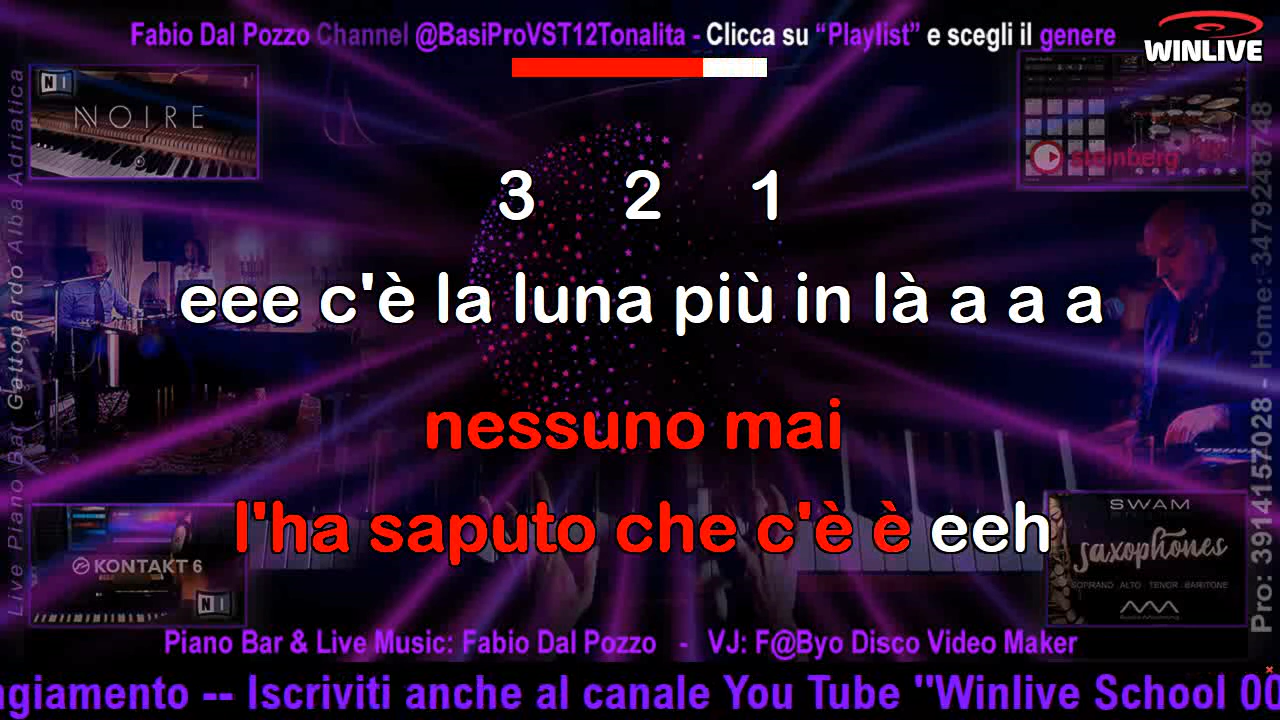 Fabio Dal Pozzo Channel @BasiProVST12Tonalita - Clicca su “Playlist” e scegli il genere
WINLIVE
NI
NOIRE
steinberg
Live Piano Bar Gattopardo Alba Adriatica
3 2 1
eee c'è la luna più in là a a a
nessuno mai
l'ha saputo che c'è è eeh
Pro: 3914157028 - Home: 3479248748
KONTAKT 6
NI
SWAM
saxophones
SOPRANO . ALTO . TENOR . BARITONE
Piano Bar & Live Music: Fabio Dal Pozzo - VJ: F@Byo Disco Video Maker
ngiamento -- Iscriviti anche al canale You Tube "Winlive School 00